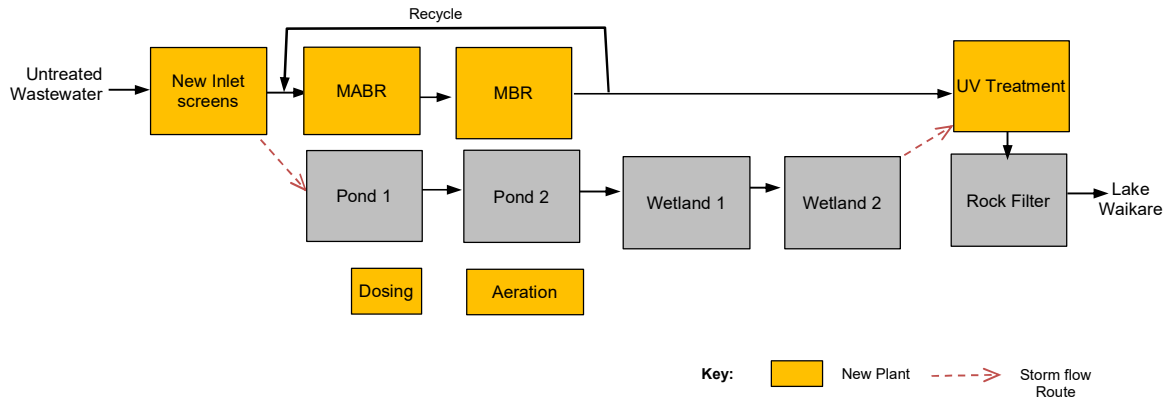 Recycle
Untreated
Wastewater
New Inlet
screens
MABR
MBR
UV Treatment
Pond 1
Pond 2
Wetland 1
Wetland 2
Rock Filter
Lake
Waikare
Dosing
Aeration
Key:
New Plant
Storm flow
Route